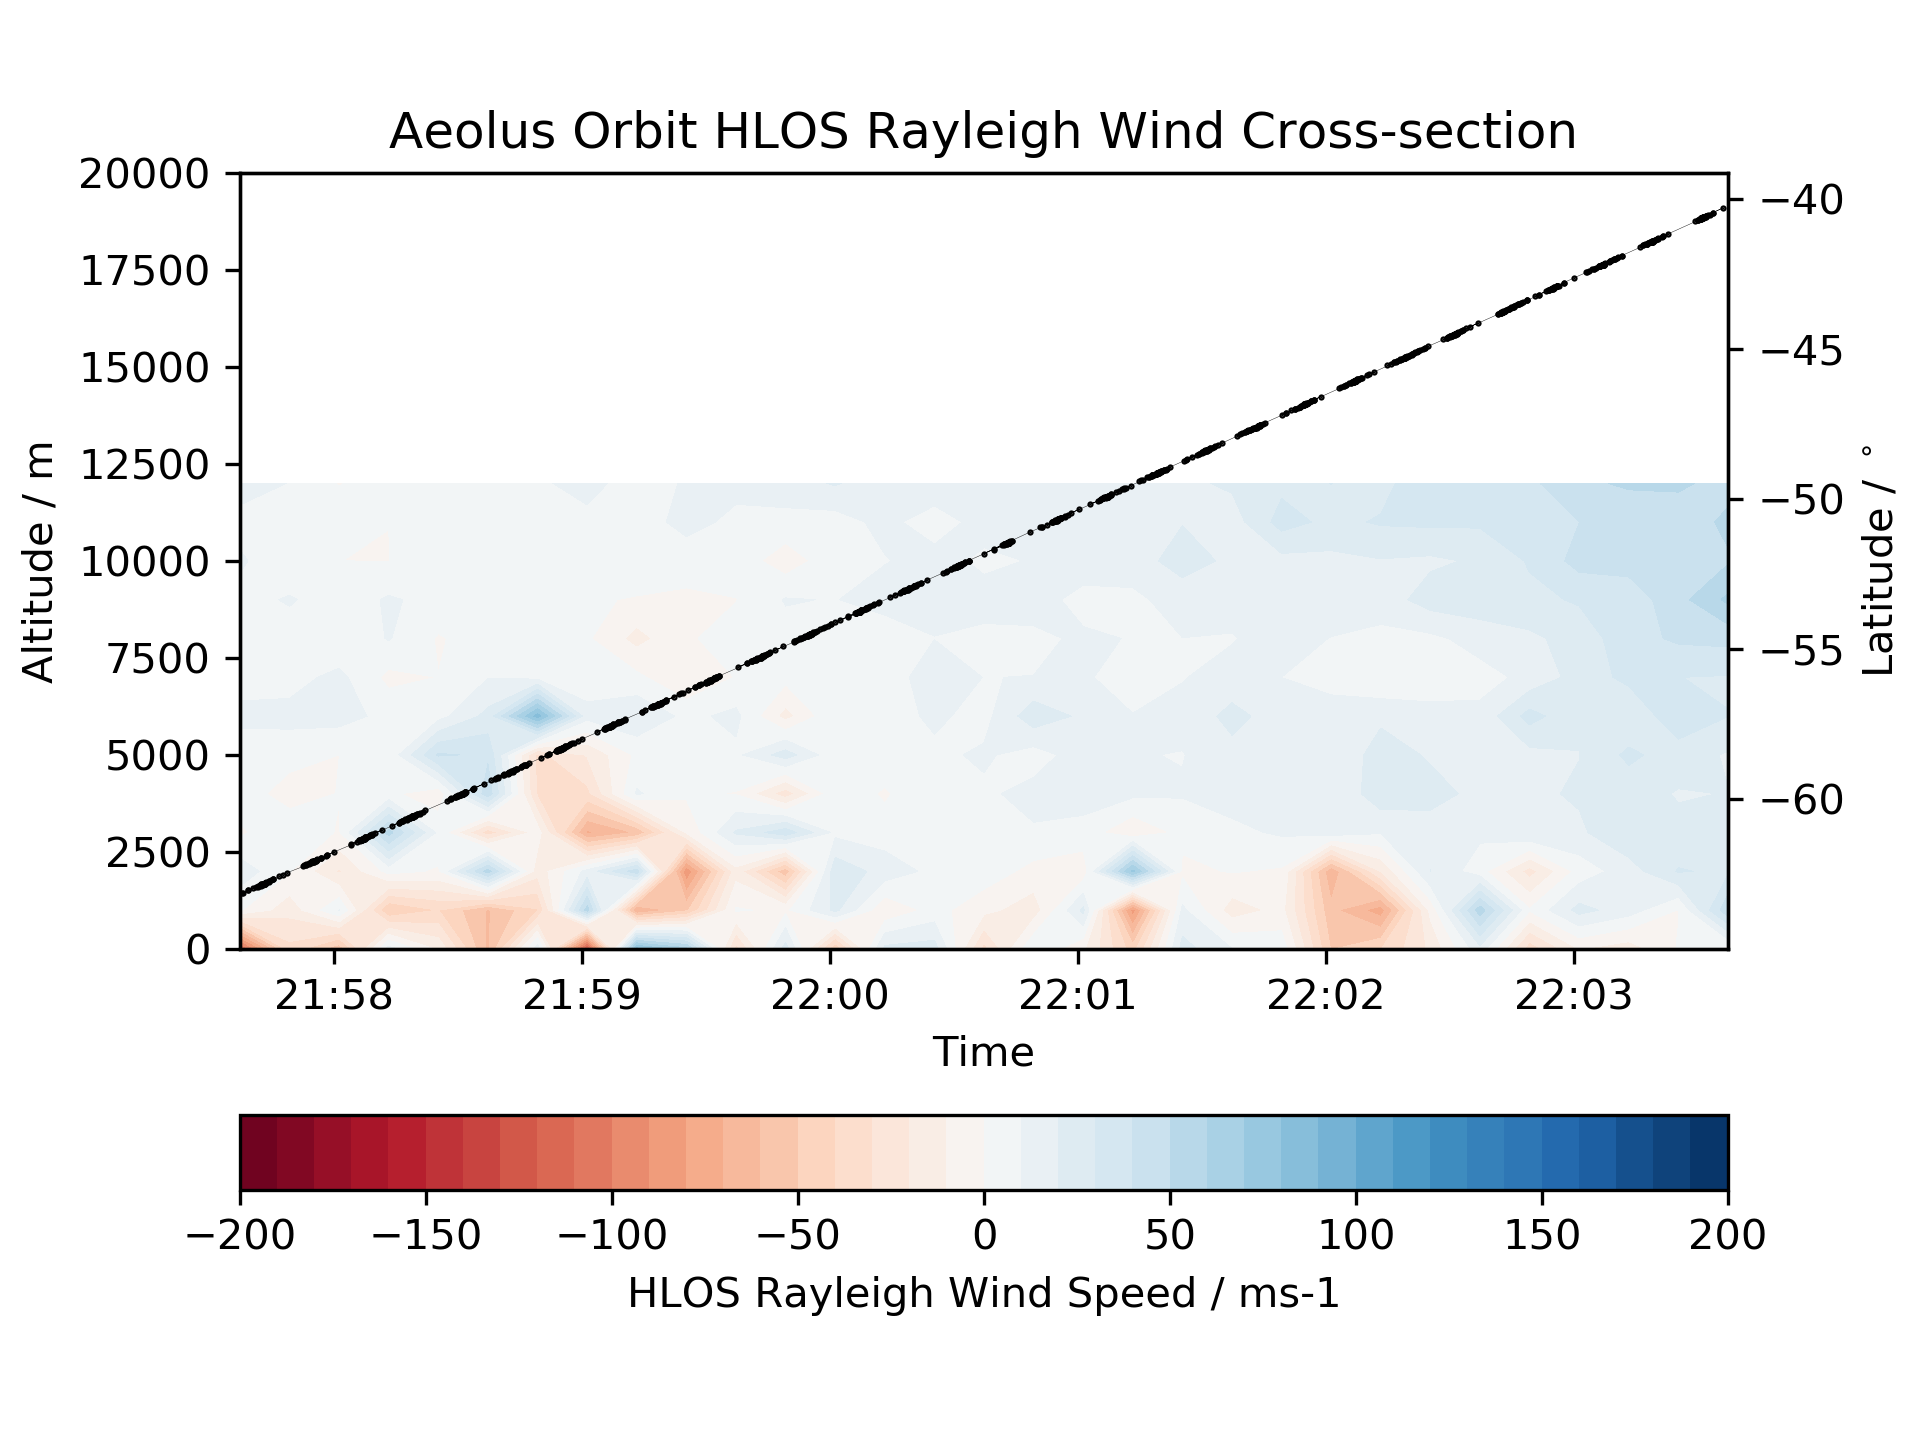 Aeolus Orbit HLOS Rayleigh Wind Cross-section
20000
17500
15000
12500
10000
7500
5000
2500
0
Altitude / m
−40
−45
−50
−55
−60
Latitude / °
21:58 21:59 22:00 22:01 22:02 22:03
Time
−200 −150 −100 −50 0 50 100 150 200
HLOS Rayleigh Wind Speed / ms-1